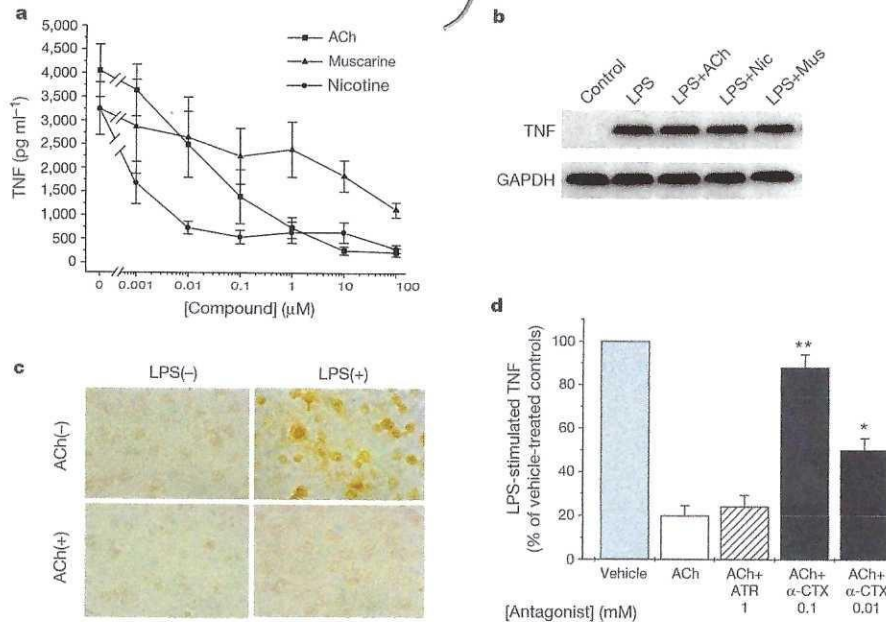 a
5,000
4,500
4,000
3,500
3,000
2,500
2,000
1,500
1,000
500
0
TNF (pg ml⁻¹)
ACh
Muscarine
Nicotine
0 0.001 0.01 0.1 1 10 100
[Compound] (μM)
b
Control LPS LPS+ACh LPS+Nic LPS+Mus
TNF
GAPDH
c
LPS(–) LPS(+)
ACh(–)
ACh(+)
d
LPS-stimulated TNF
(% of vehicle-treated controls)
100
80
60
40
20
0
**
*
Vehicle ACh ACh+ ACh+ ACh+
ATR α-CTX α-CTX
[Antagonist] (mM) 1 0.1 0.01